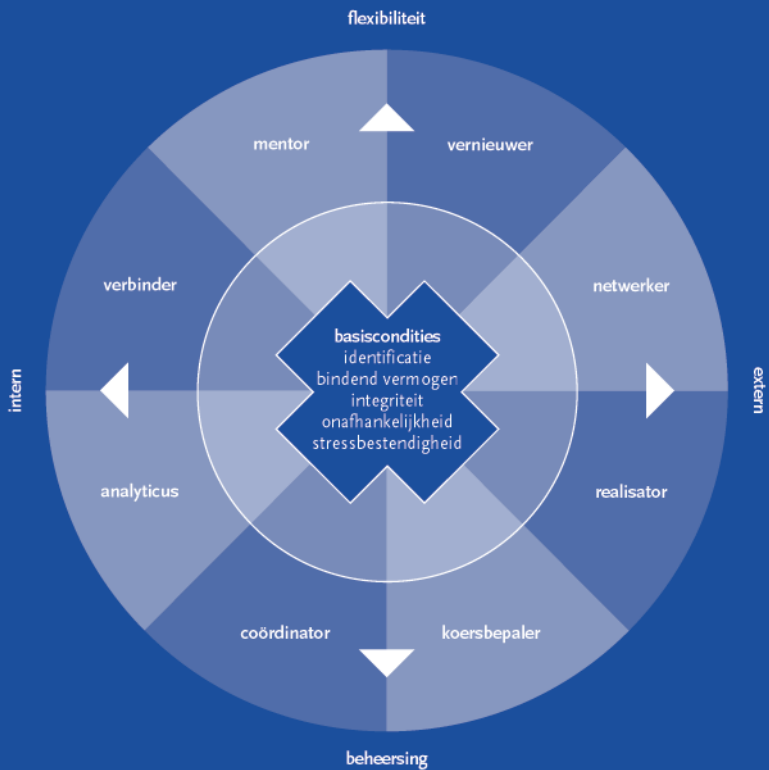 flexibiliteit
mentor
vernieuwer
verbinder
netwerker
basiscondities
identificatie
bindend vermogen
integriteit
onafhankelijkheid
stressbestendigheid
intern
extern
analyticus
realisator
coördinator
koersbepaler
beheersing